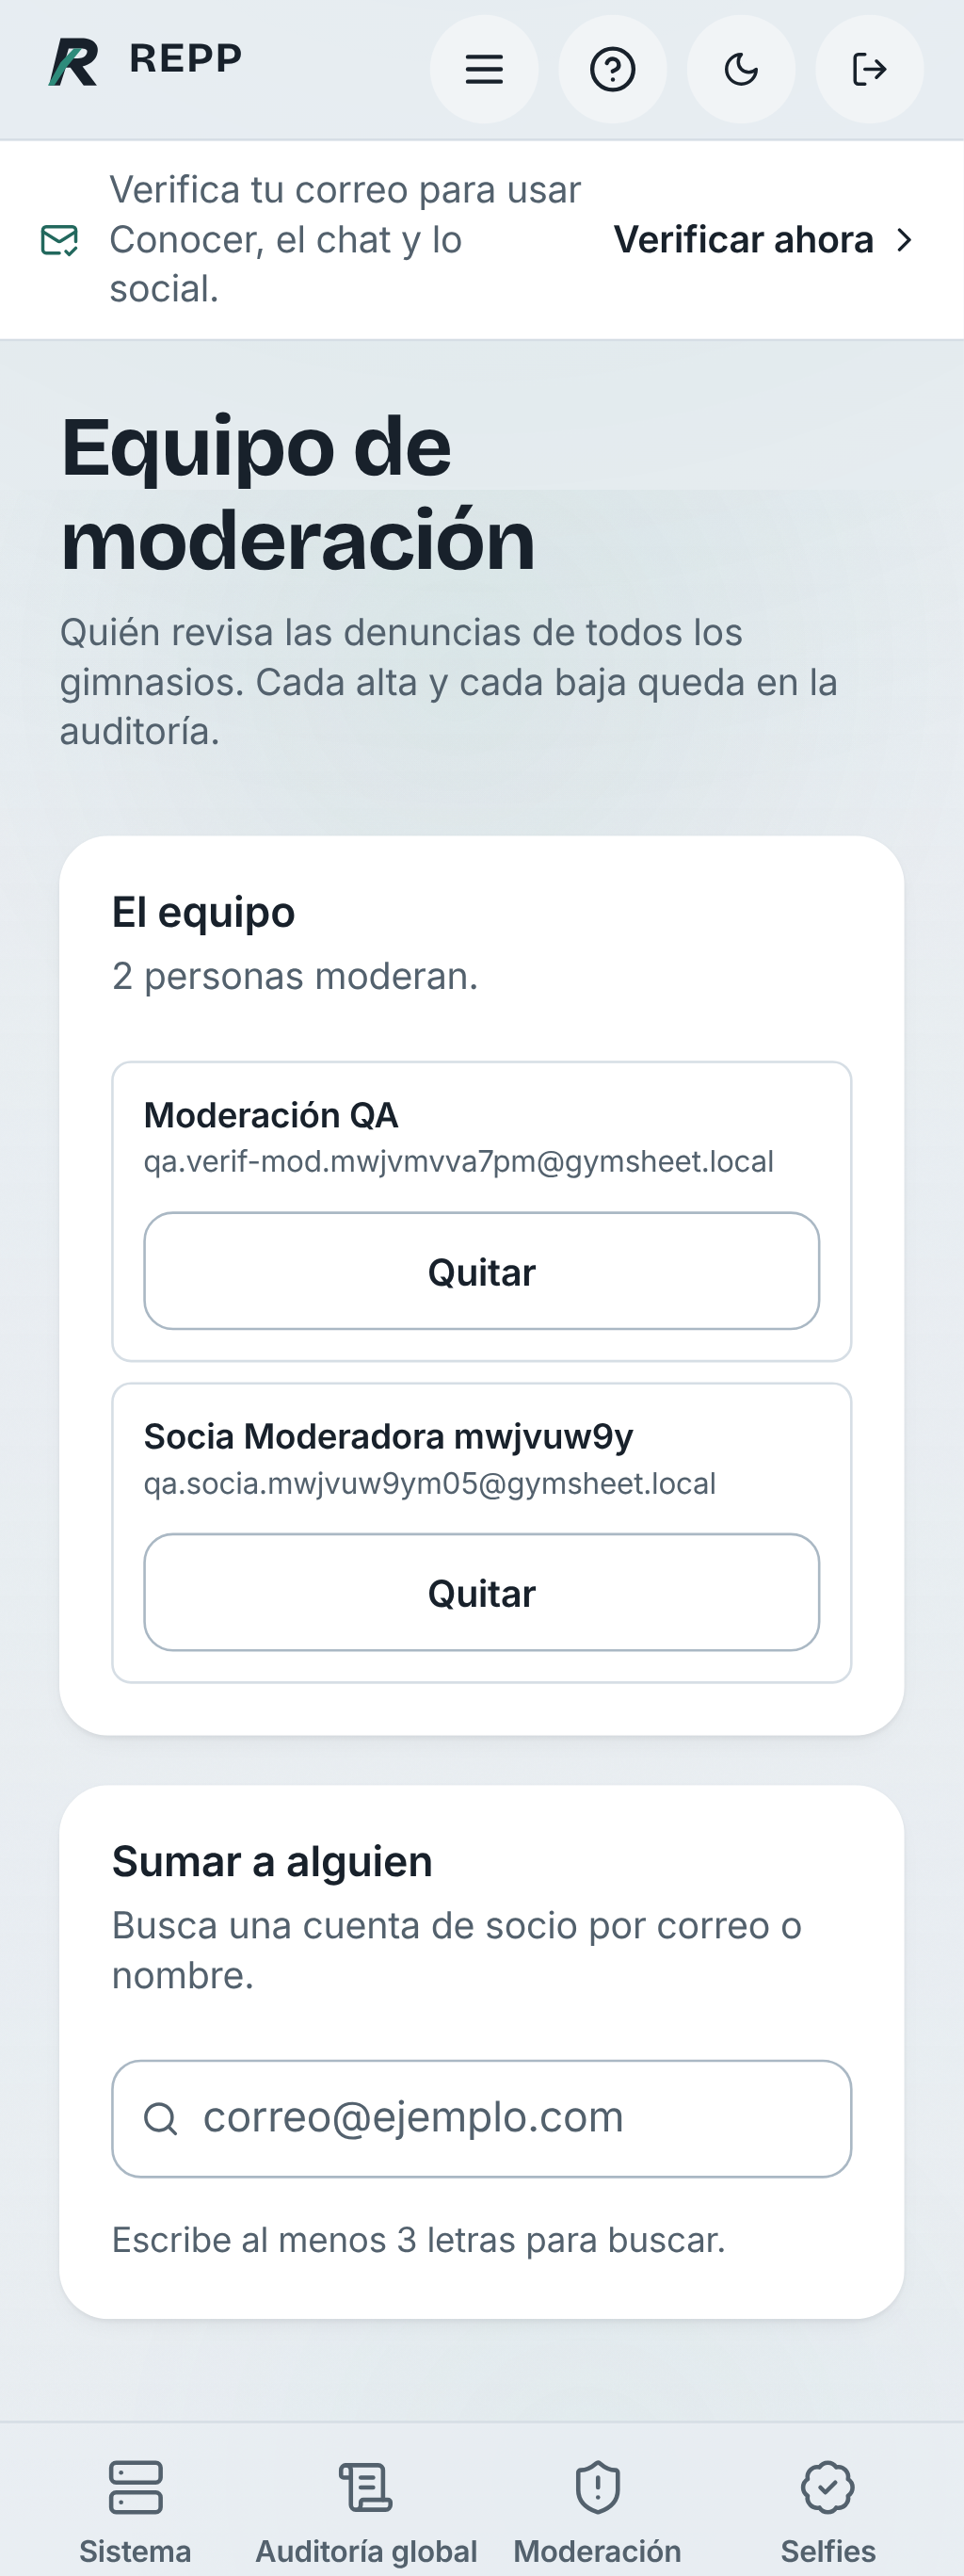 REPP
Verifica tu correo para usar
Conocer, el chat y lo
social.
Verificar ahora
Equipo de
moderación
Quién revisa las denuncias de todos los
gimnasios. Cada alta y cada baja queda en la
auditoría.
El equipo
2 personas moderan.
Moderación QA
qa.verif-mod.mwjvmvva7pm@gymsheet.local
Quitar
Socia Moderadora mwjvuw9y
qa.socia.mwjvuw9ym05@gymsheet.local
Quitar
Sumar a alguien
Busca una cuenta de socio por correo o
nombre.
correo@ejemplo.com
Escribe al menos 3 letras para buscar.
Sistema
Auditoría global
Moderación
Selfies